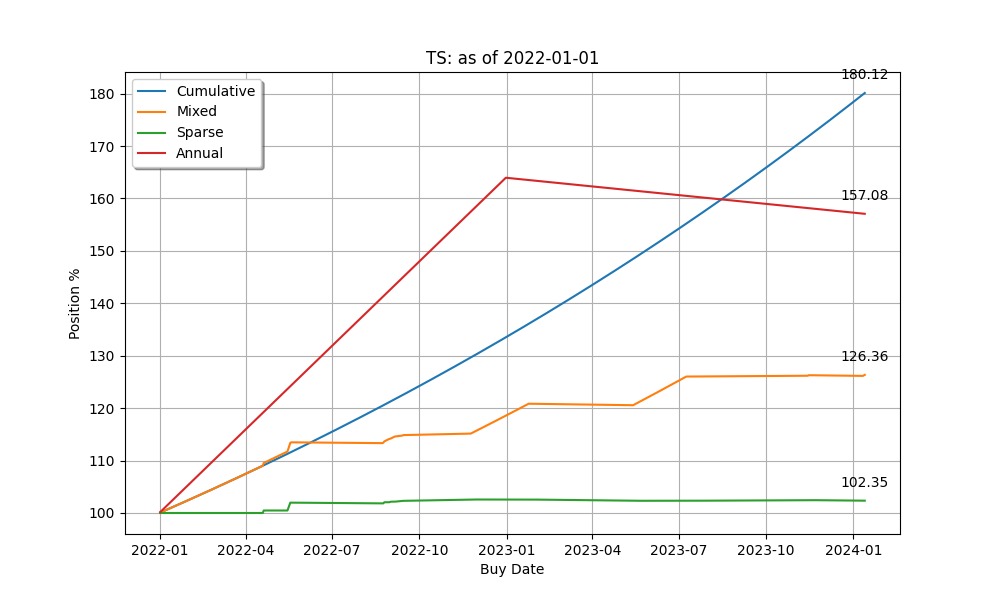 TS: as of 2022-01-01
180.12
180
Cumulative
Mixed
Sparse
Annual
170
160
157.08
150
140
130
126.36
120
110
102.35
100
Position %
2022-01 2022-04 2022-07 2022-10 2023-01 2023-04 2023-07 2023-10 2024-01
Buy Date